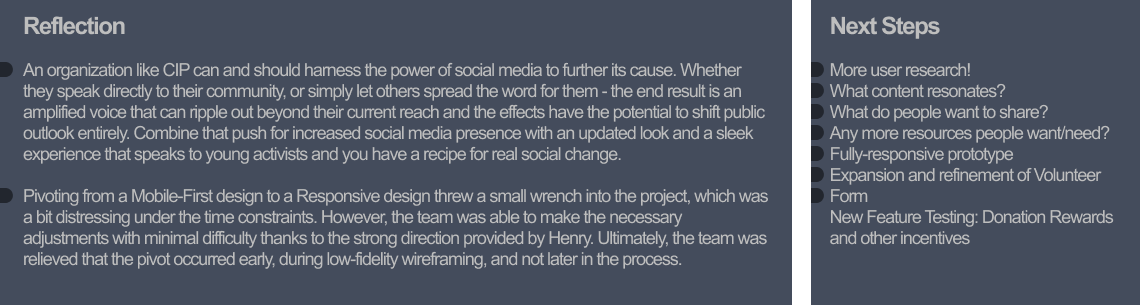 Reflection
An organization like CIP can and should harness the power of social media to further its cause. Whether
they speak directly to their community, or simply let others spread the word for them - the end result is an
amplified voice that can ripple out beyond their current reach and the effects have the potential to shift public
outlook entirely. Combine that push for increased social media presence with an updated look and a sleek
experience that speaks to young activists and you have a recipe for real social change.
Pivoting from a Mobile-First design to a Responsive design threw a small wrench into the project, which was
a bit distressing under the time constraints. However, the team was able to make the necessary
adjustments with minimal difficulty thanks to the strong direction provided by Henry. Ultimately, the team was
relieved that the pivot occurred early, during low-fidelity wireframing, and not later in the process.
Next Steps
More user research!
What content resonates?
What do people want to share?
Any more resources people want/need?
Fully-responsive prototype
Expansion and refinement of Volunteer
Form
New Feature Testing: Donation Rewards
and other incentives